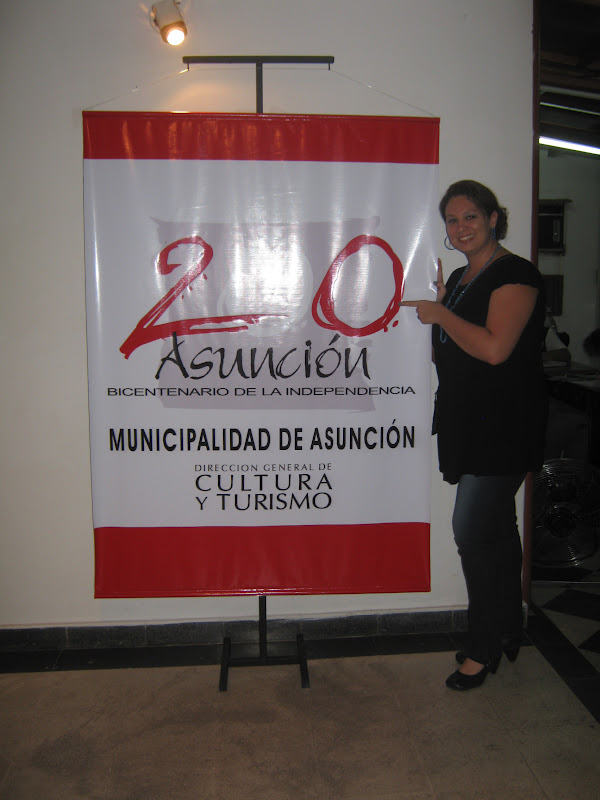 200
Asunción
BICENTENARIO DE LA INDEPENDENCIA
MUNICIPALIDAD DE ASUNCIÓN
DIRECCION GENERAL DE
CULTURA
Y TURISMO